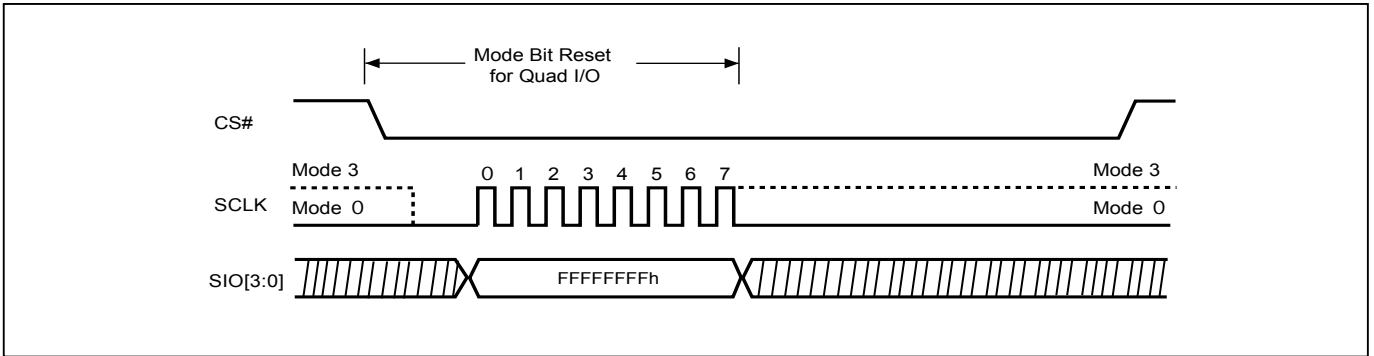 Mode Bit Reset
for Quad I/O
CS#
Mode 3
0 1 2 3 4 5 6 7
Mode 3
SCLK
Mode 0
Mode 0
SIO[3:0]
FFFFFFFFh